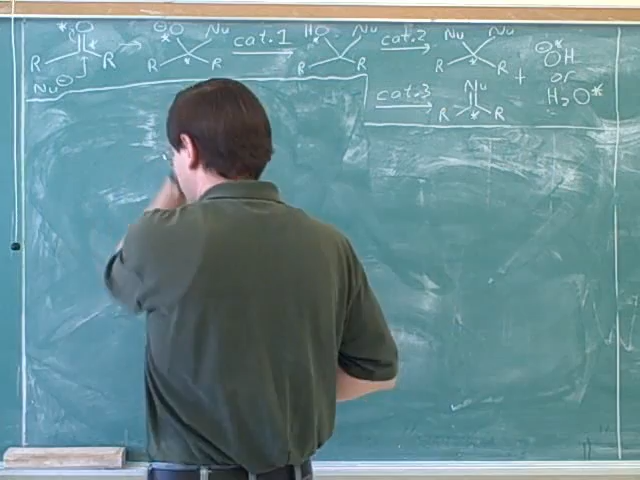 * O ⊖ O Nu HO Nu Nu Nu ⊖ *
* * cat.1 * cat.2 OH
R R → R * R → R * R → R * R + or
Nu⊖ cat.3 Nu H₂O*
→ R * R